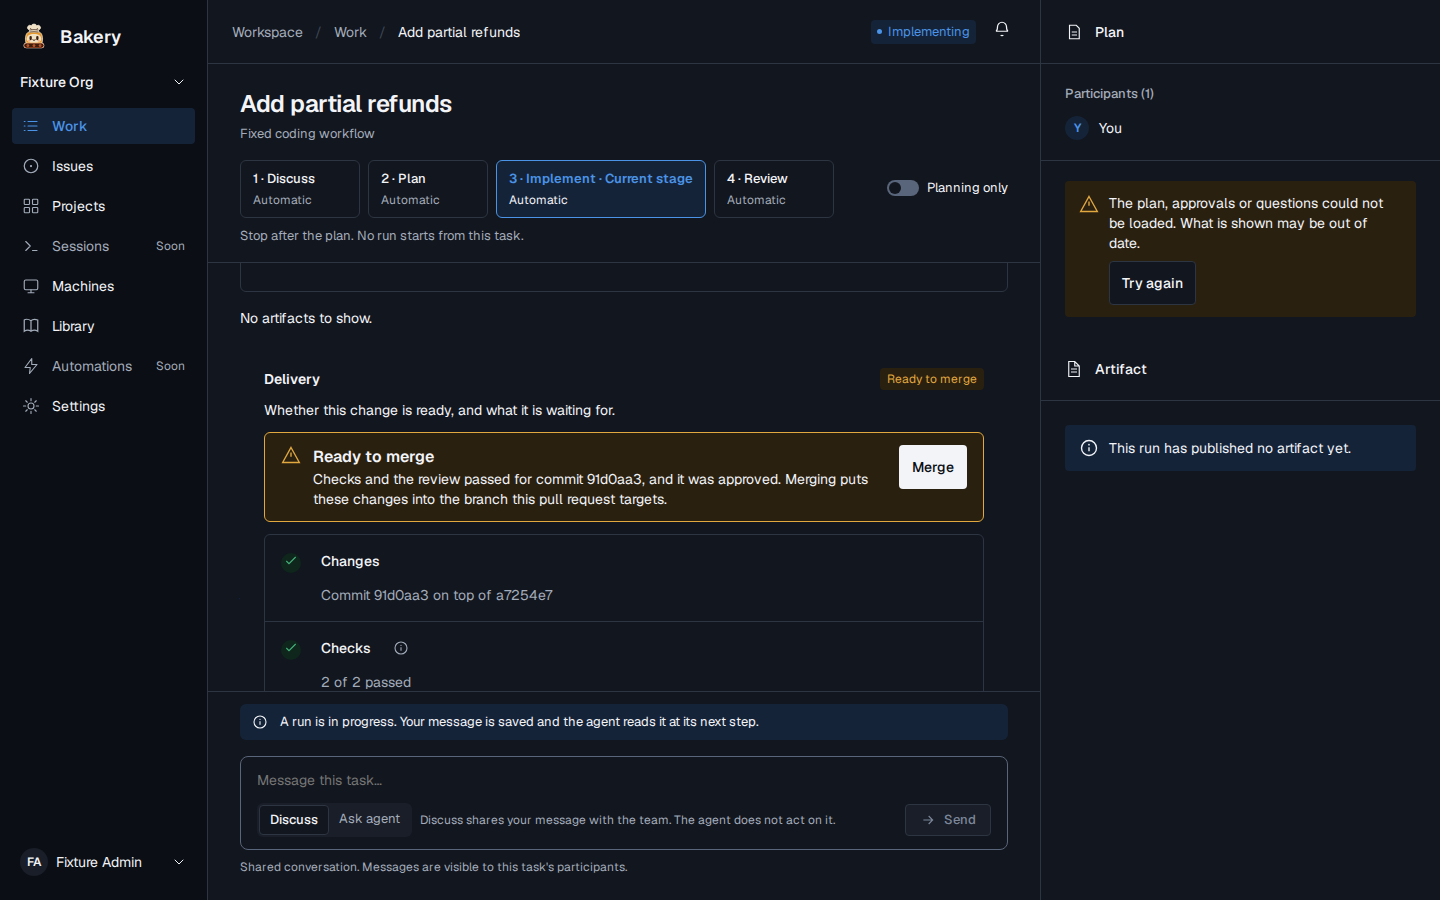 Bakery
Fixture Org
Work
Issues
Projects
Sessions Soon
Machines
Library
Automations Soon
Settings
FA Fixture Admin
Workspace / Work / Add partial refunds
Implementing
Add partial refunds
Fixed coding workflow
1 · Discuss
Automatic
2 · Plan
Automatic
3 · Implement · Current stage
Automatic
4 · Review
Automatic
Planning only
Stop after the plan. No run starts from this task.
No artifacts to show.
Delivery
Ready to merge
Whether this change is ready, and what it is waiting for.
Ready to merge
Checks and the review passed for commit 91d0aa3, and it was approved. Merging puts
these changes into the branch this pull request targets.
Merge
Changes
Commit 91d0aa3 on top of a7254e7
Checks
2 of 2 passed
A run is in progress. Your message is saved and the agent reads it at its next step.
Message this task...
Discuss Ask agent Discuss shares your message with the team. The agent does not act on it.
Send
Shared conversation. Messages are visible to this task's participants.
Plan
Participants (1)
Y You
The plan, approvals or questions could not
be loaded. What is shown may be out of
date.
Try again
Artifact
This run has published no artifact yet.